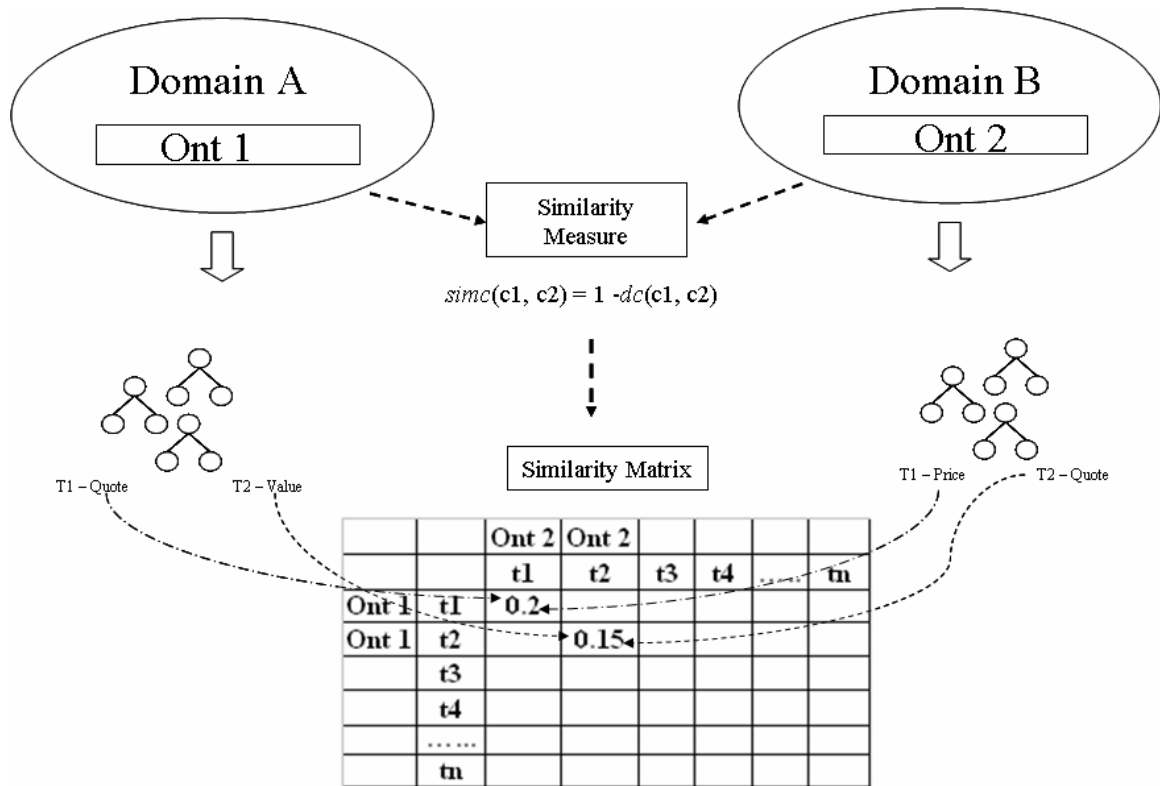 Domain A
Ont 1
Domain B
Ont 2
Similarity
Measure
simc(c1, c2) = 1 -dc(c1, c2)
Similarity Matrix
T1 – Quote
T2 – Value
T1 – Price
T2 – Quote
Ont 2 Ont 2
t1 t2 t3 t4 ...... tn
Ont 1 t1 0.2
Ont 1 t2 0.15
t3
t4
……
tn